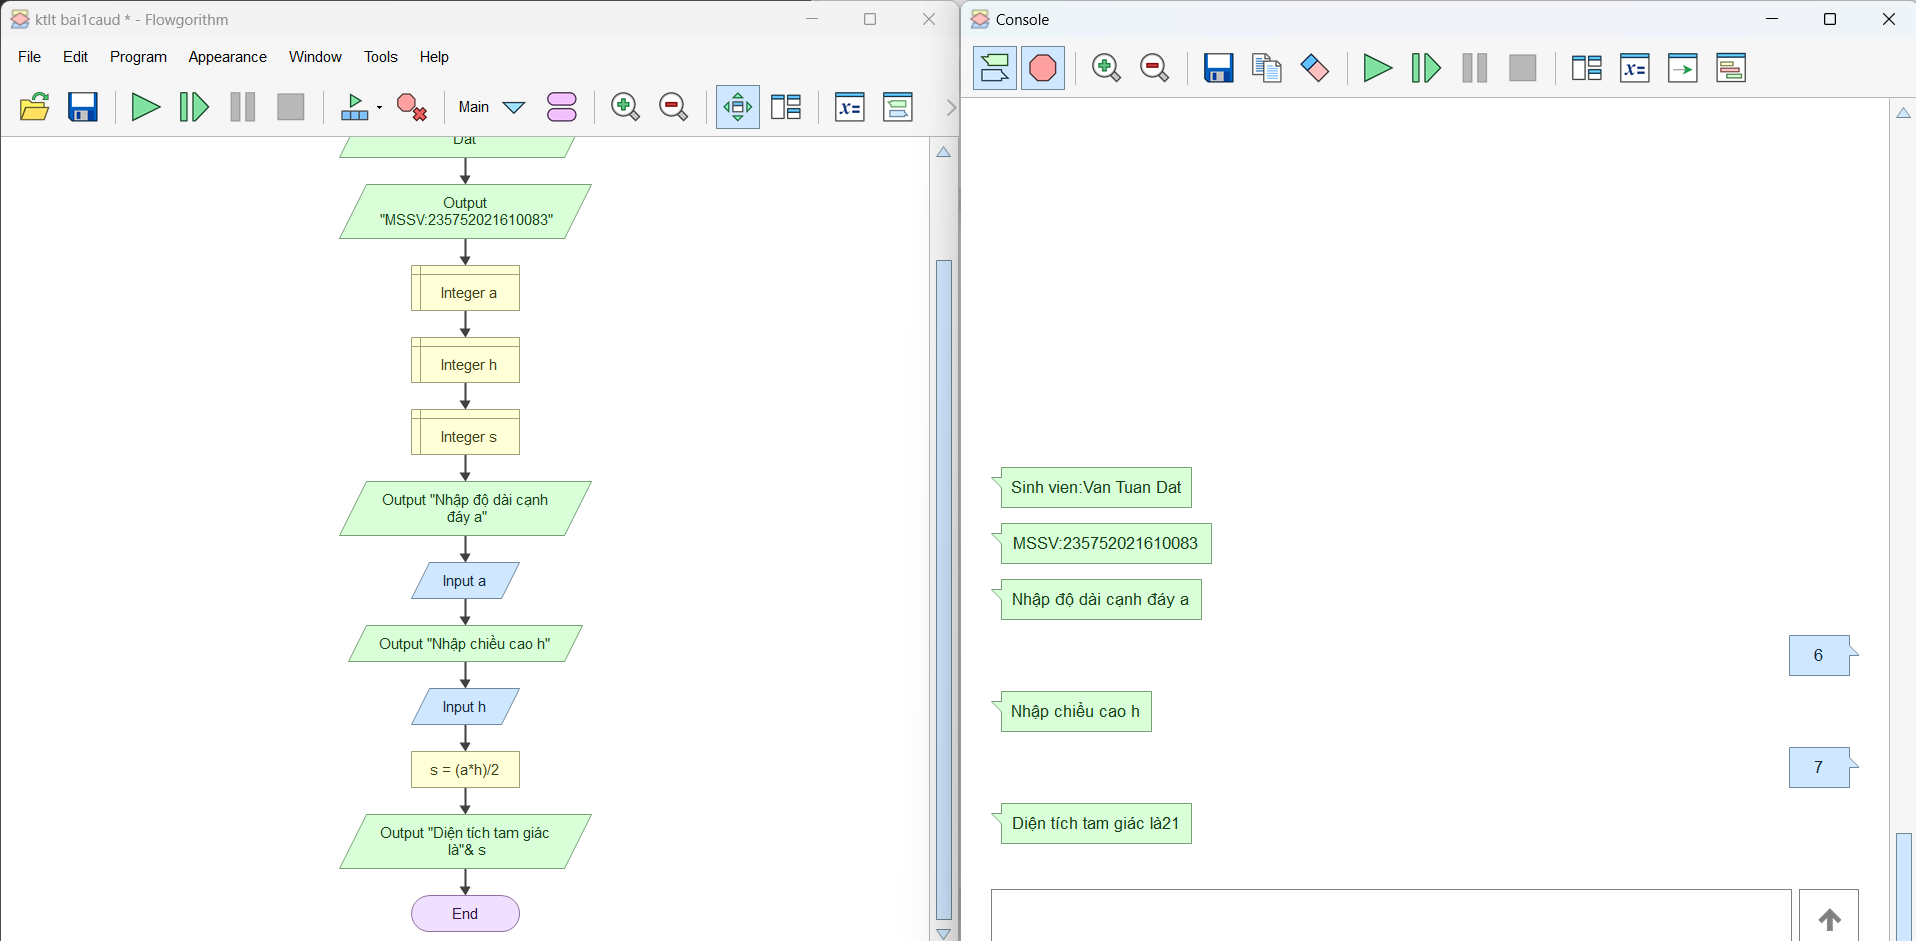 ktlt bai1caud * - Flowgorithm
File Edit Program Appearance Window Tools Help
Main
x=
Dat
Output
"MSSV:235752021610083"
Integer a
Integer h
Integer s
Output "Nhập độ dài cạnh
đáy a"
Input a
Output "Nhập chiều cao h"
Input h
s = (a*h)/2
Output "Diện tích tam giác
là"& s
End
Console
x=
Sinh vien:Van Tuan Dat
MSSV:235752021610083
Nhập độ dài cạnh đáy a
6
Nhập chiều cao h
7
Diện tích tam giác là21